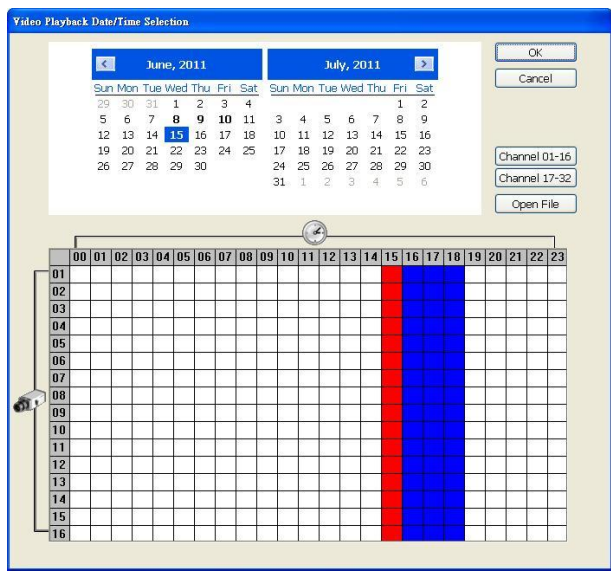 Video Playback Date/Time Selection
June, 2011 July, 2011
Sun Mon Tue Wed Thu Fri Sat Sun Mon Tue Wed Thu Fri Sat
29 30 31 1 2 3 4 1 2
5 6 7 8 9 10 11 3 4 5 6 7 8 9
12 13 14 15 16 17 18 10 11 12 13 14 15 16
19 20 21 22 23 24 25 17 18 19 20 21 22 23
26 27 28 29 30 24 25 26 27 28 29 30
31 1 2 3 4 5 6
OK
Cancel
Channel 01-16
Channel 17-32
Open File
00 01 02 03 04 05 06 07 08 09 10 11 12 13 14 15 16 17 18 19 20 21 22 23
01
02
03
04
05
06
07
08
09
10
11
12
13
14
15
16